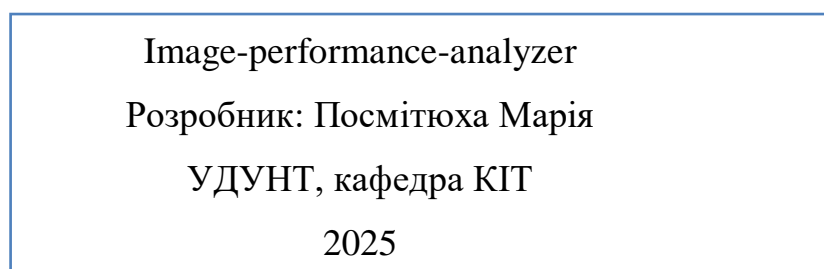 Image-performance-analyzer
Розробник: Посмітюха Марія
УДУНТ, кафедра КІТ
2025